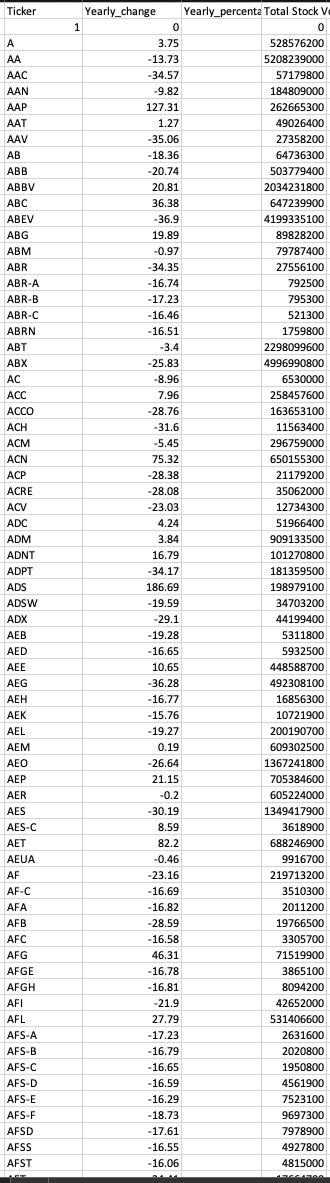 Ticker Yearly_change Yearly_percenta Total Stock Vo
1 0 0
A 3.75 528576200
AA -13.73 5208239000
AAC -34.57 57179800
AAN -9.82 184809000
AAP 127.31 262665300
AAT 1.27 49026400
AAV -35.06 27358200
AB -18.36 64736300
ABB -20.74 503779400
ABBV 20.81 2034231800
ABC 36.38 647239900
ABEV -36.9 4199335100
ABG 19.89 89828200
ABM -0.97 79787400
ABR -34.35 27556100
ABR-A -16.74 792500
ABR-B -17.23 795300
ABR-C -16.46 521300
ABRN -16.51 1759800
ABT -3.4 2298099600
ABX -25.83 4996990800
AC -8.96 6530000
ACC 7.96 258457600
ACCO -28.76 163653100
ACH -31.6 11563400
ACM -5.45 296759000
ACN 75.32 650155300
ACP -28.38 21179200
ACRE -28.08 35062000
ACV -23.03 12734300
ADC 4.24 51966400
ADM 3.84 909133500
ADNT 16.79 101270800
ADPT -34.17 181359500
ADS 186.69 198979100
ADSW -19.59 34703200
ADX -29.1 44199400
AEB -19.28 5311800
AED -16.65 5932500
AEE 10.65 448588700
AEG -36.28 492308100
AEH -16.77 16856300
AEK -15.76 10721900
AEL -19.27 200190700
AEM 0.19 609302500
AEO -26.64 1367241800
AEP 21.15 705384600
AER -0.2 605224000
AES -30.19 1349417900
AES-C 8.59 3618900
AET 82.2 688246900
AEUA -0.46 9916700
AF -23.16 219713200
AF-C -16.69 3510300
AFA -16.82 2011200
AFB -28.59 19766500
AFC -16.58 3305700
AFG 46.31 71519900
AFGE -16.78 3865100
AFGH -16.81 8094200
AFI -21.9 42652000
AFL 27.79 531406600
AFS-A -17.23 2631600
AFS-B -16.79 2020800
AFS-C -16.65 1950800
AFS-D -16.59 4561900
AFS-E -16.29 7523100
AFS-F -18.73 9697300
AFSD -17.61 7978900
AFSS -16.55 4927800
AFST -16.06 4815000